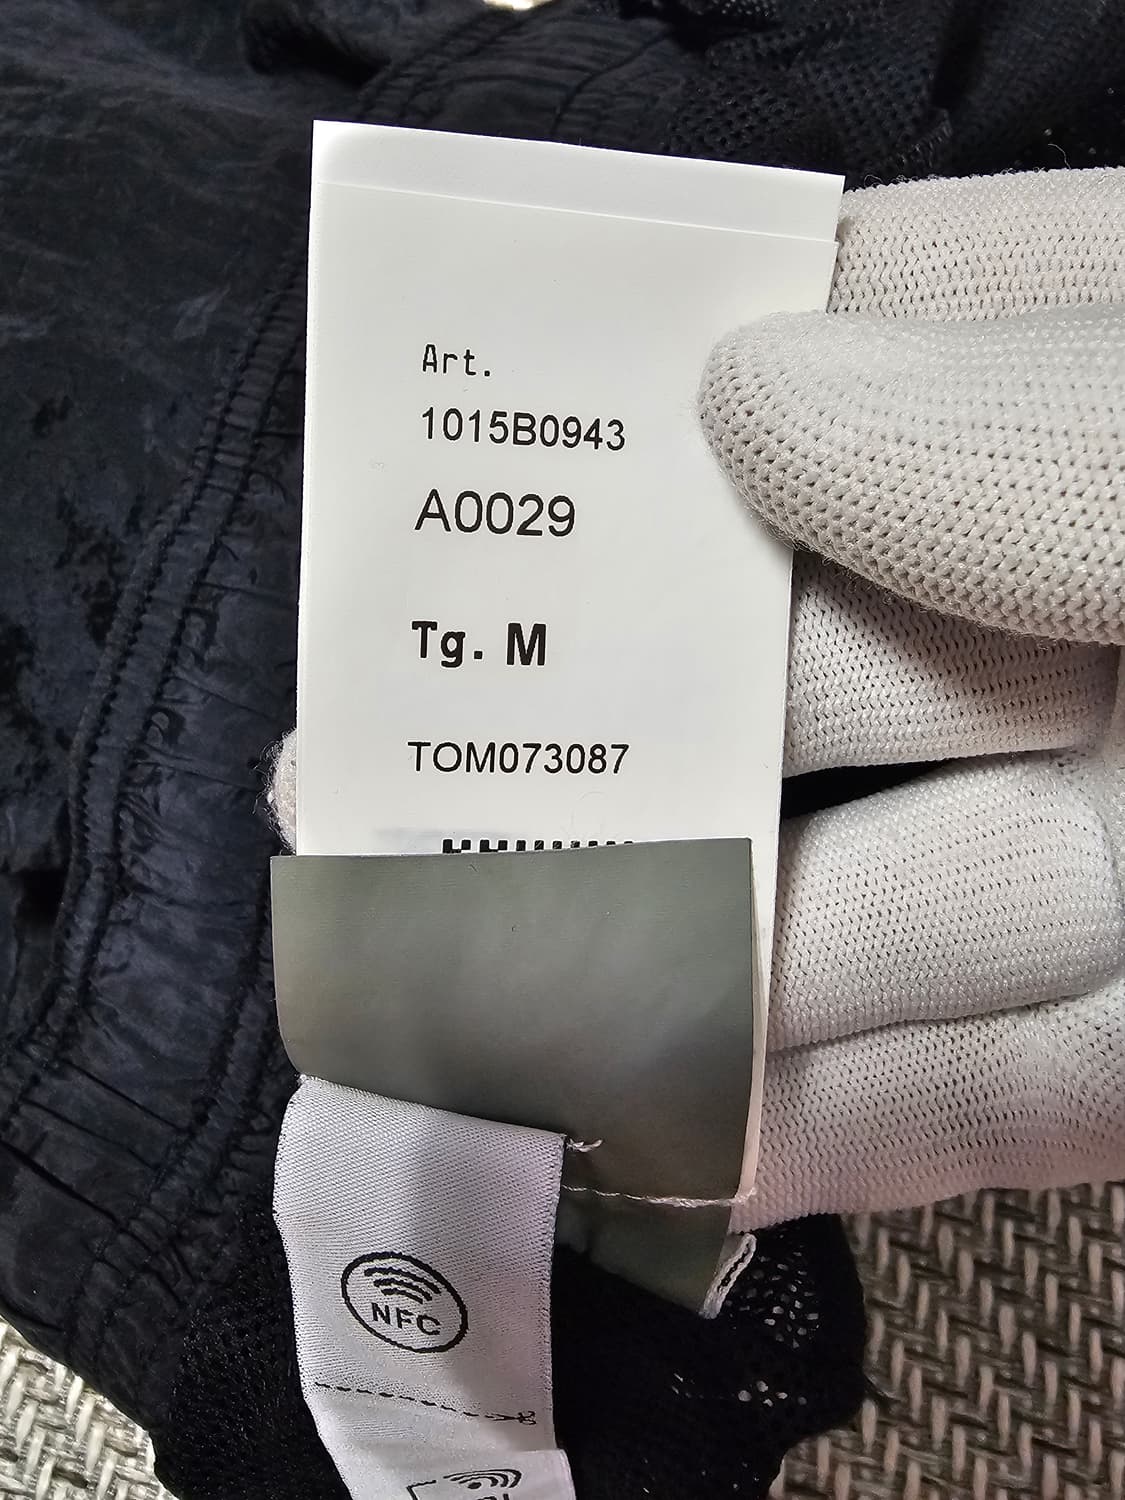 Art.
1015B0943
A0029
Tg. M
TOM073087
NFC